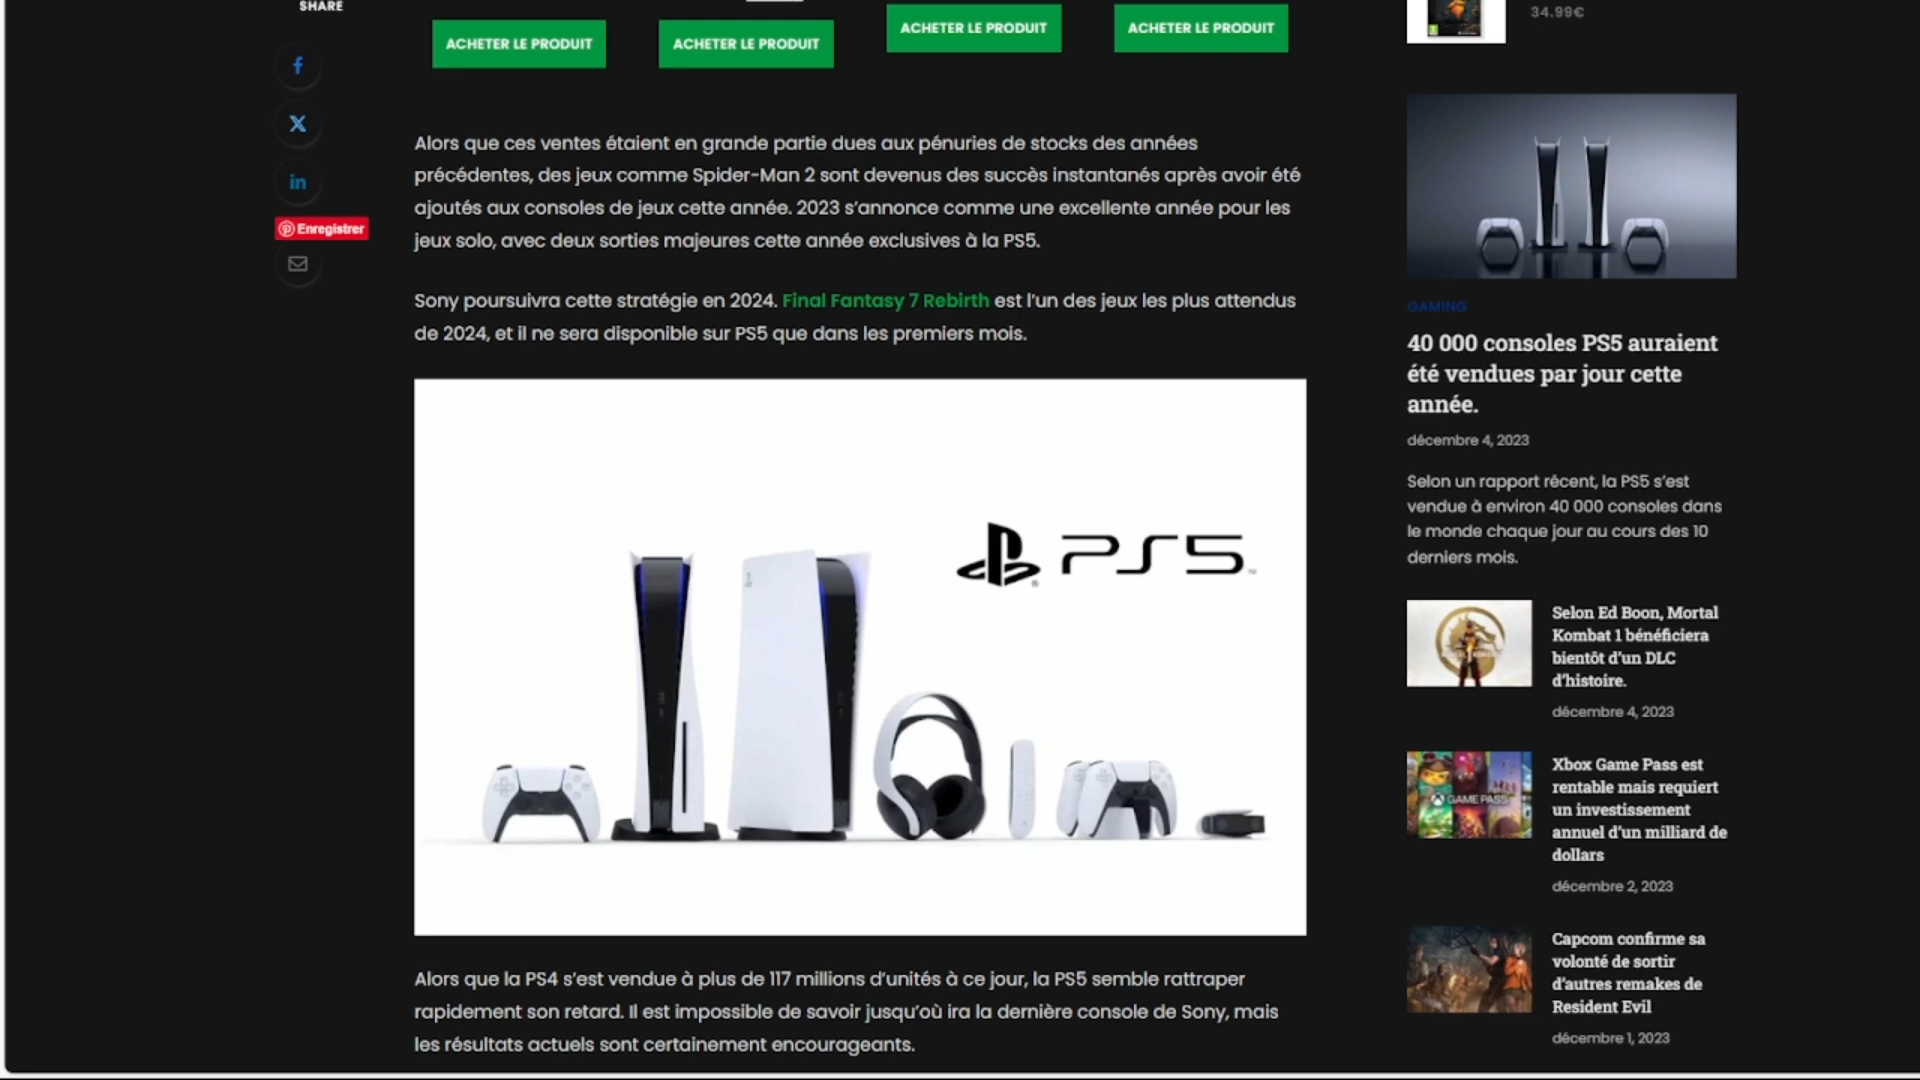 SHARE
Enregistrer
ACHETER LE PRODUIT
ACHETER LE PRODUIT
ACHETER LE PRODUIT
ACHETER LE PRODUIT
Alors que ces ventes étaient en grande partie dues aux pénuries de stocks des années
précédentes, des jeux comme Spider-Man 2 sont devenus des succès instantanés après avoir été
ajoutés aux consoles de jeux cette année. 2023 s’annonce comme une excellente année pour les
jeux solo, avec deux sorties majeures cette année exclusives à la PS5.
Sony poursuivra cette stratégie en 2024. Final Fantasy 7 Rebirth est l’un des jeux les plus attendus
de 2024, et il ne sera disponible sur PS5 que dans les premiers mois.
PS5
Alors que la PS4 s’est vendue à plus de 117 millions d’unités à ce jour, la PS5 semble rattraper
rapidement son retard. Il est impossible de savoir jusqu’où ira la dernière console de Sony, mais
les résultats actuels sont certainement encourageants.
34.99€
GAMING
40 000 consoles PS5 auraient
été vendues par jour cette
année.
décembre 4, 2023
Selon un rapport récent, la PS5 s’est
vendue à environ 40 000 consoles dans
le monde chaque jour au cours des 10
derniers mois.
Selon Ed Boon, Mortal
Kombat 1 bénéficiera
bientôt d’un DLC
d’histoire.
décembre 4, 2023
GAME PASS
Xbox Game Pass est
rentable mais requiert
un investissement
annuel d’un milliard de
dollars
décembre 2, 2023
Capcom confirme sa
volonté de sortir
d’autres remakes de
Resident Evil
décembre 1, 2023